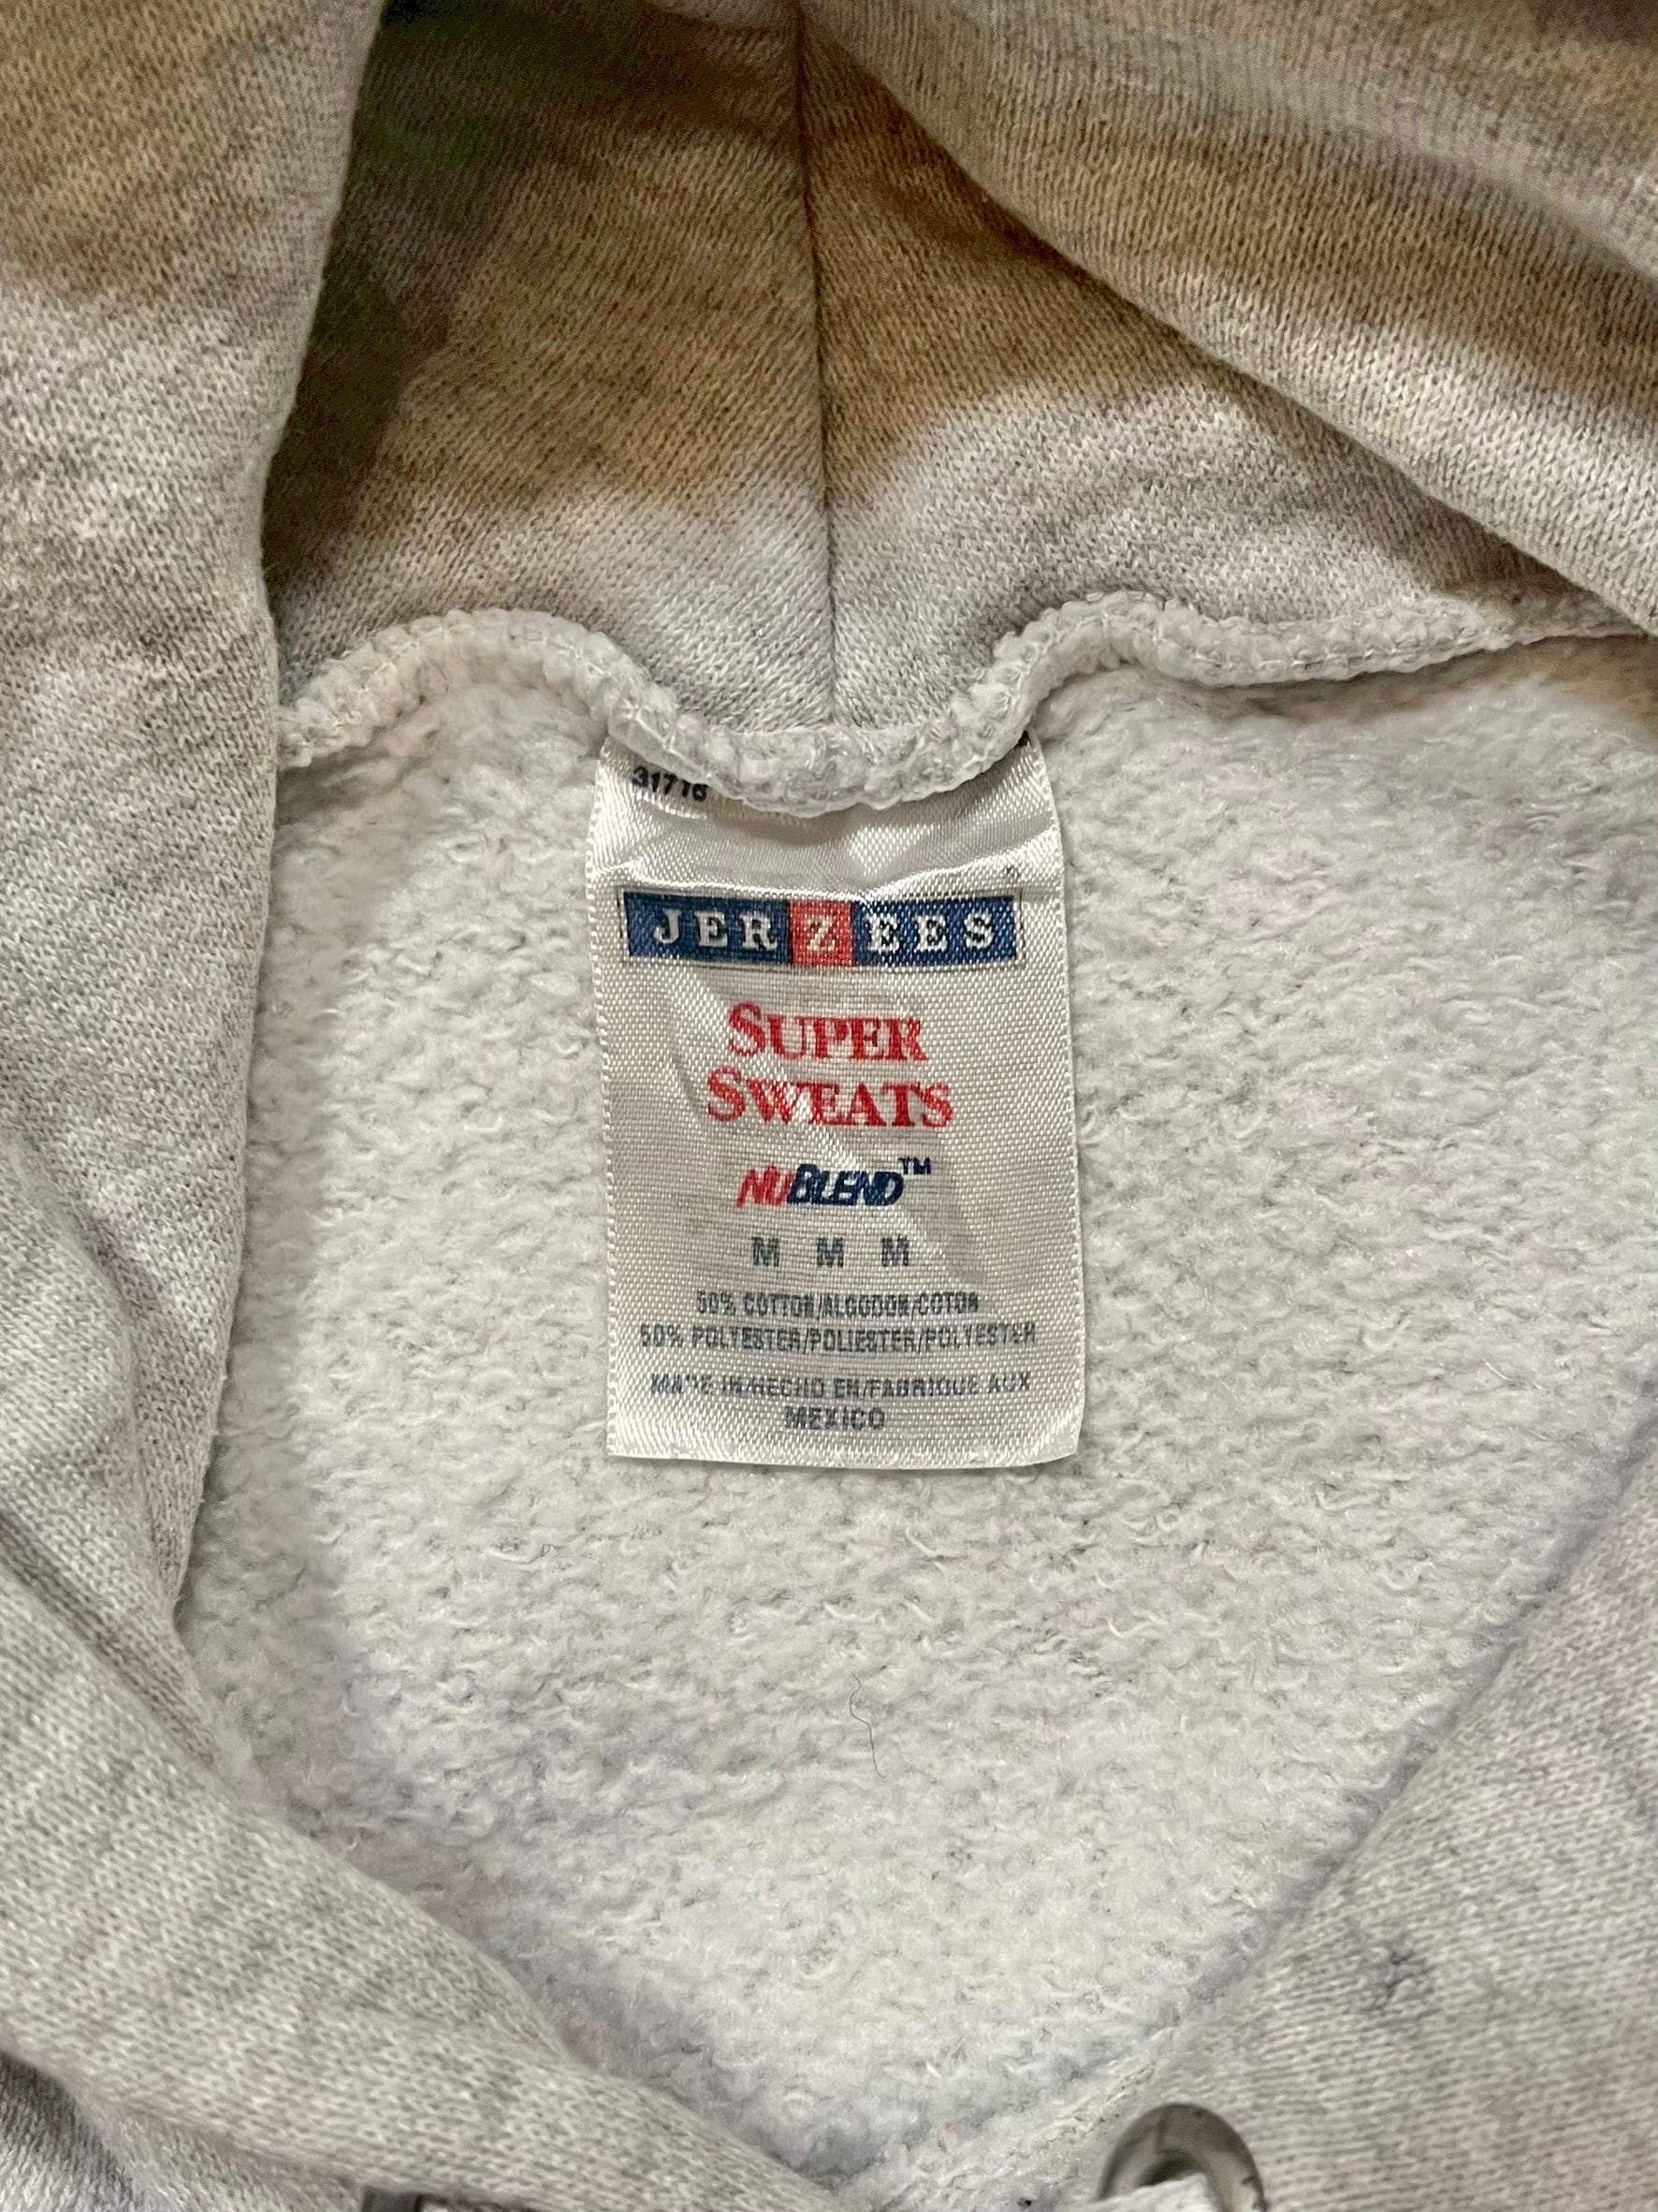 31716
JERZEES
SUPER
SWEATS
NUBLEND™
M M M
50% COTTON/ALGODON/COTON
50% POLYESTER/POLIESTER/POLYESTER
MADE IN/HECHO EN/FABRIQUE AUX
MEXICO